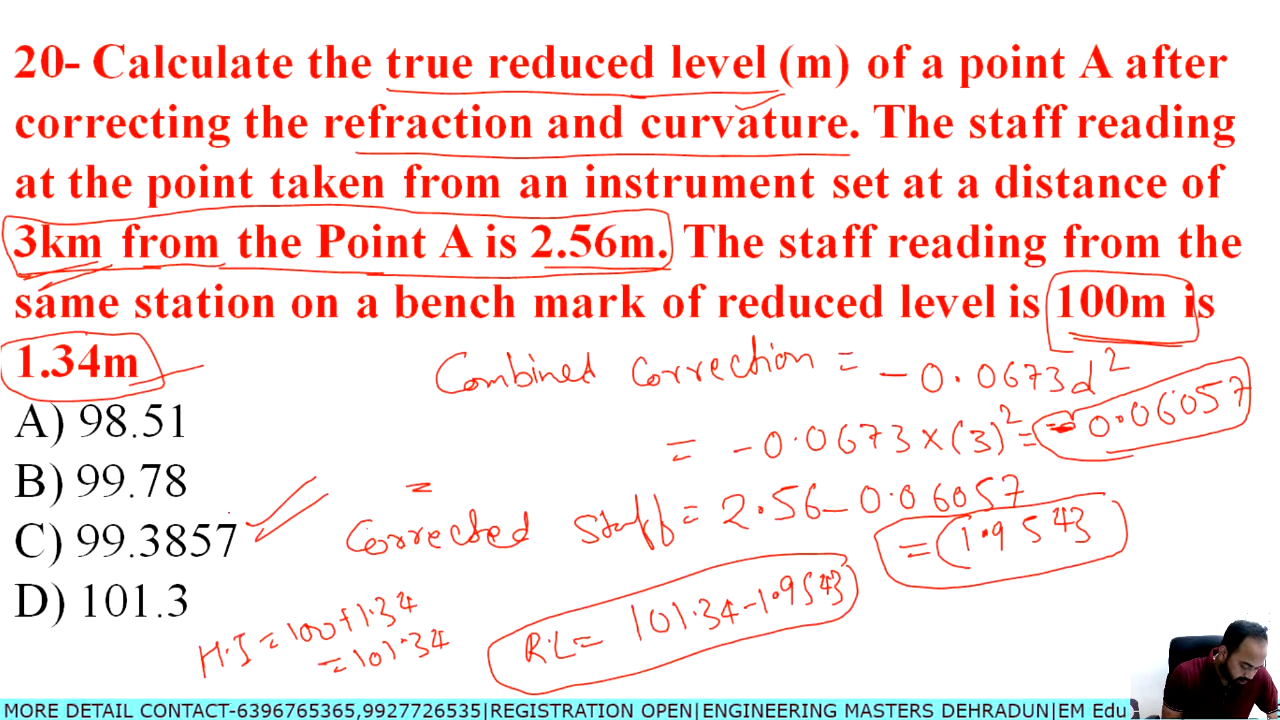 20- Calculate the true reduced level (m) of a point A after
correcting the refraction and curvature. The staff reading
at the point taken from an instrument set at a distance of
3km from the Point A is 2.56m. The staff reading from the
same station on a bench mark of reduced level is 100m is
1.34m
Combined correction = - 0.0673d²
= -0.0673×(3)² = -0.06057
=
Corrected staff = 2.56-0.06057
= 1.9543
A) 98.51
B) 99.78
C) 99.3857
D) 101.3
H.I = 100+1.34
= 101.34
R.L = 101.34-1.9543
MORE DETAIL CONTACT-6396765365,9927726535|REGISTRATION OPEN|ENGINEERING MASTERS DEHRADUN|EM Edu